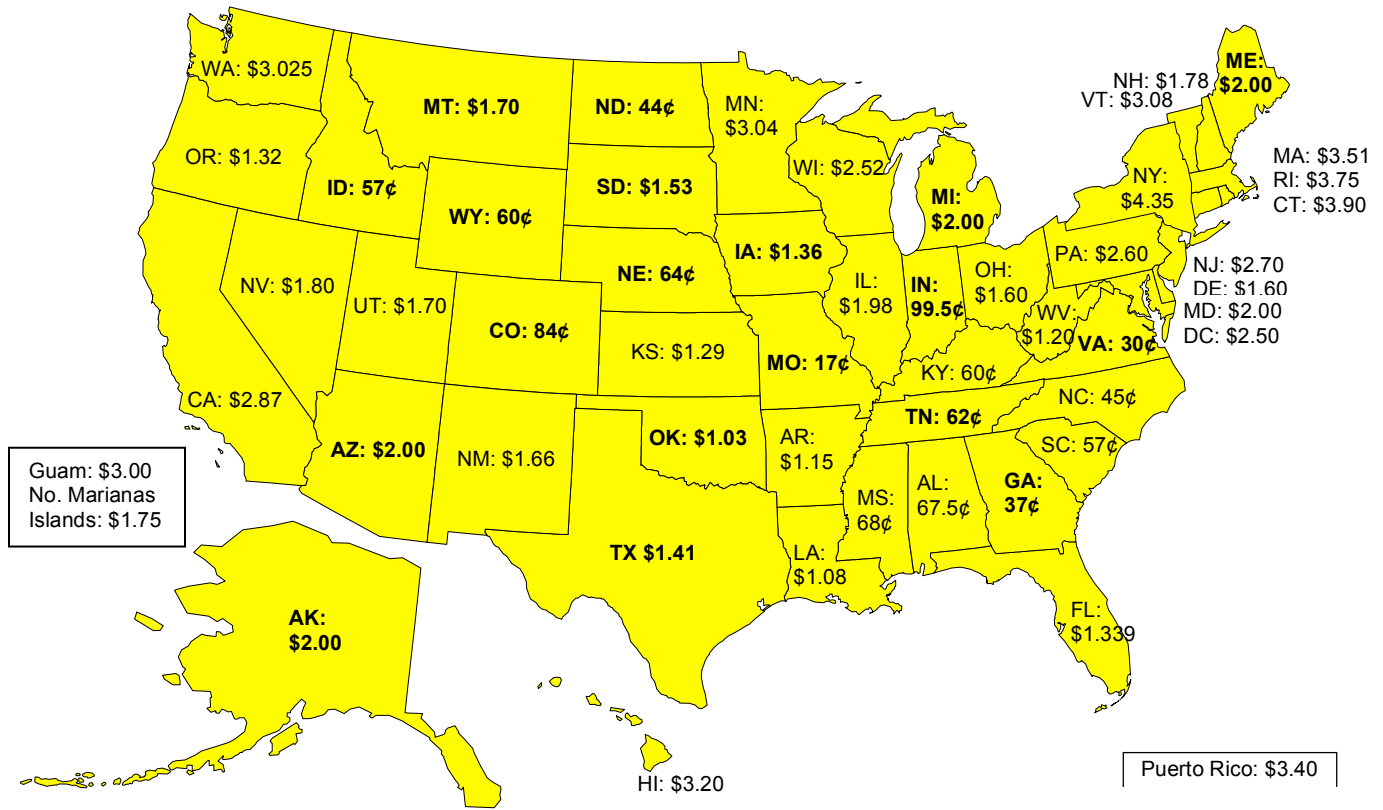 WA: $3.025
OR: $1.32
CA: $2.87
NV: $1.80
ID: 57¢
MT: $1.70
WY: 60¢
UT: $1.70
AZ: $2.00
CO: 84¢
NM: $1.66
ND: 44¢
SD: $1.53
NE: 64¢
KS: $1.29
OK: $1.03
TX $1.41
MN:
$3.04
IA: $1.36
MO: 17¢
AR:
$1.15
LA:
$1.08
WI: $2.52
IL:
$1.98
MI:
$2.00
IN:
99.5¢
OH:
$1.60
KY: 60¢
TN: 62¢
MS:
68¢
AL:
67.5¢
GA:
37¢
FL:
$1.339
SC: 57¢
NC: 45¢
VA: 30¢
WV:
$1.20
PA: $2.60
NY:
$4.35
NH: $1.78
VT: $3.08
ME:
$2.00
MA: $3.51
RI: $3.75
CT: $3.90
NJ: $2.70
DE: $1.60
MD: $2.00
DC: $2.50
Guam: $3.00
No. Marianas
Islands: $1.75
AK:
$2.00
HI: $3.20
Puerto Rico: $3.40